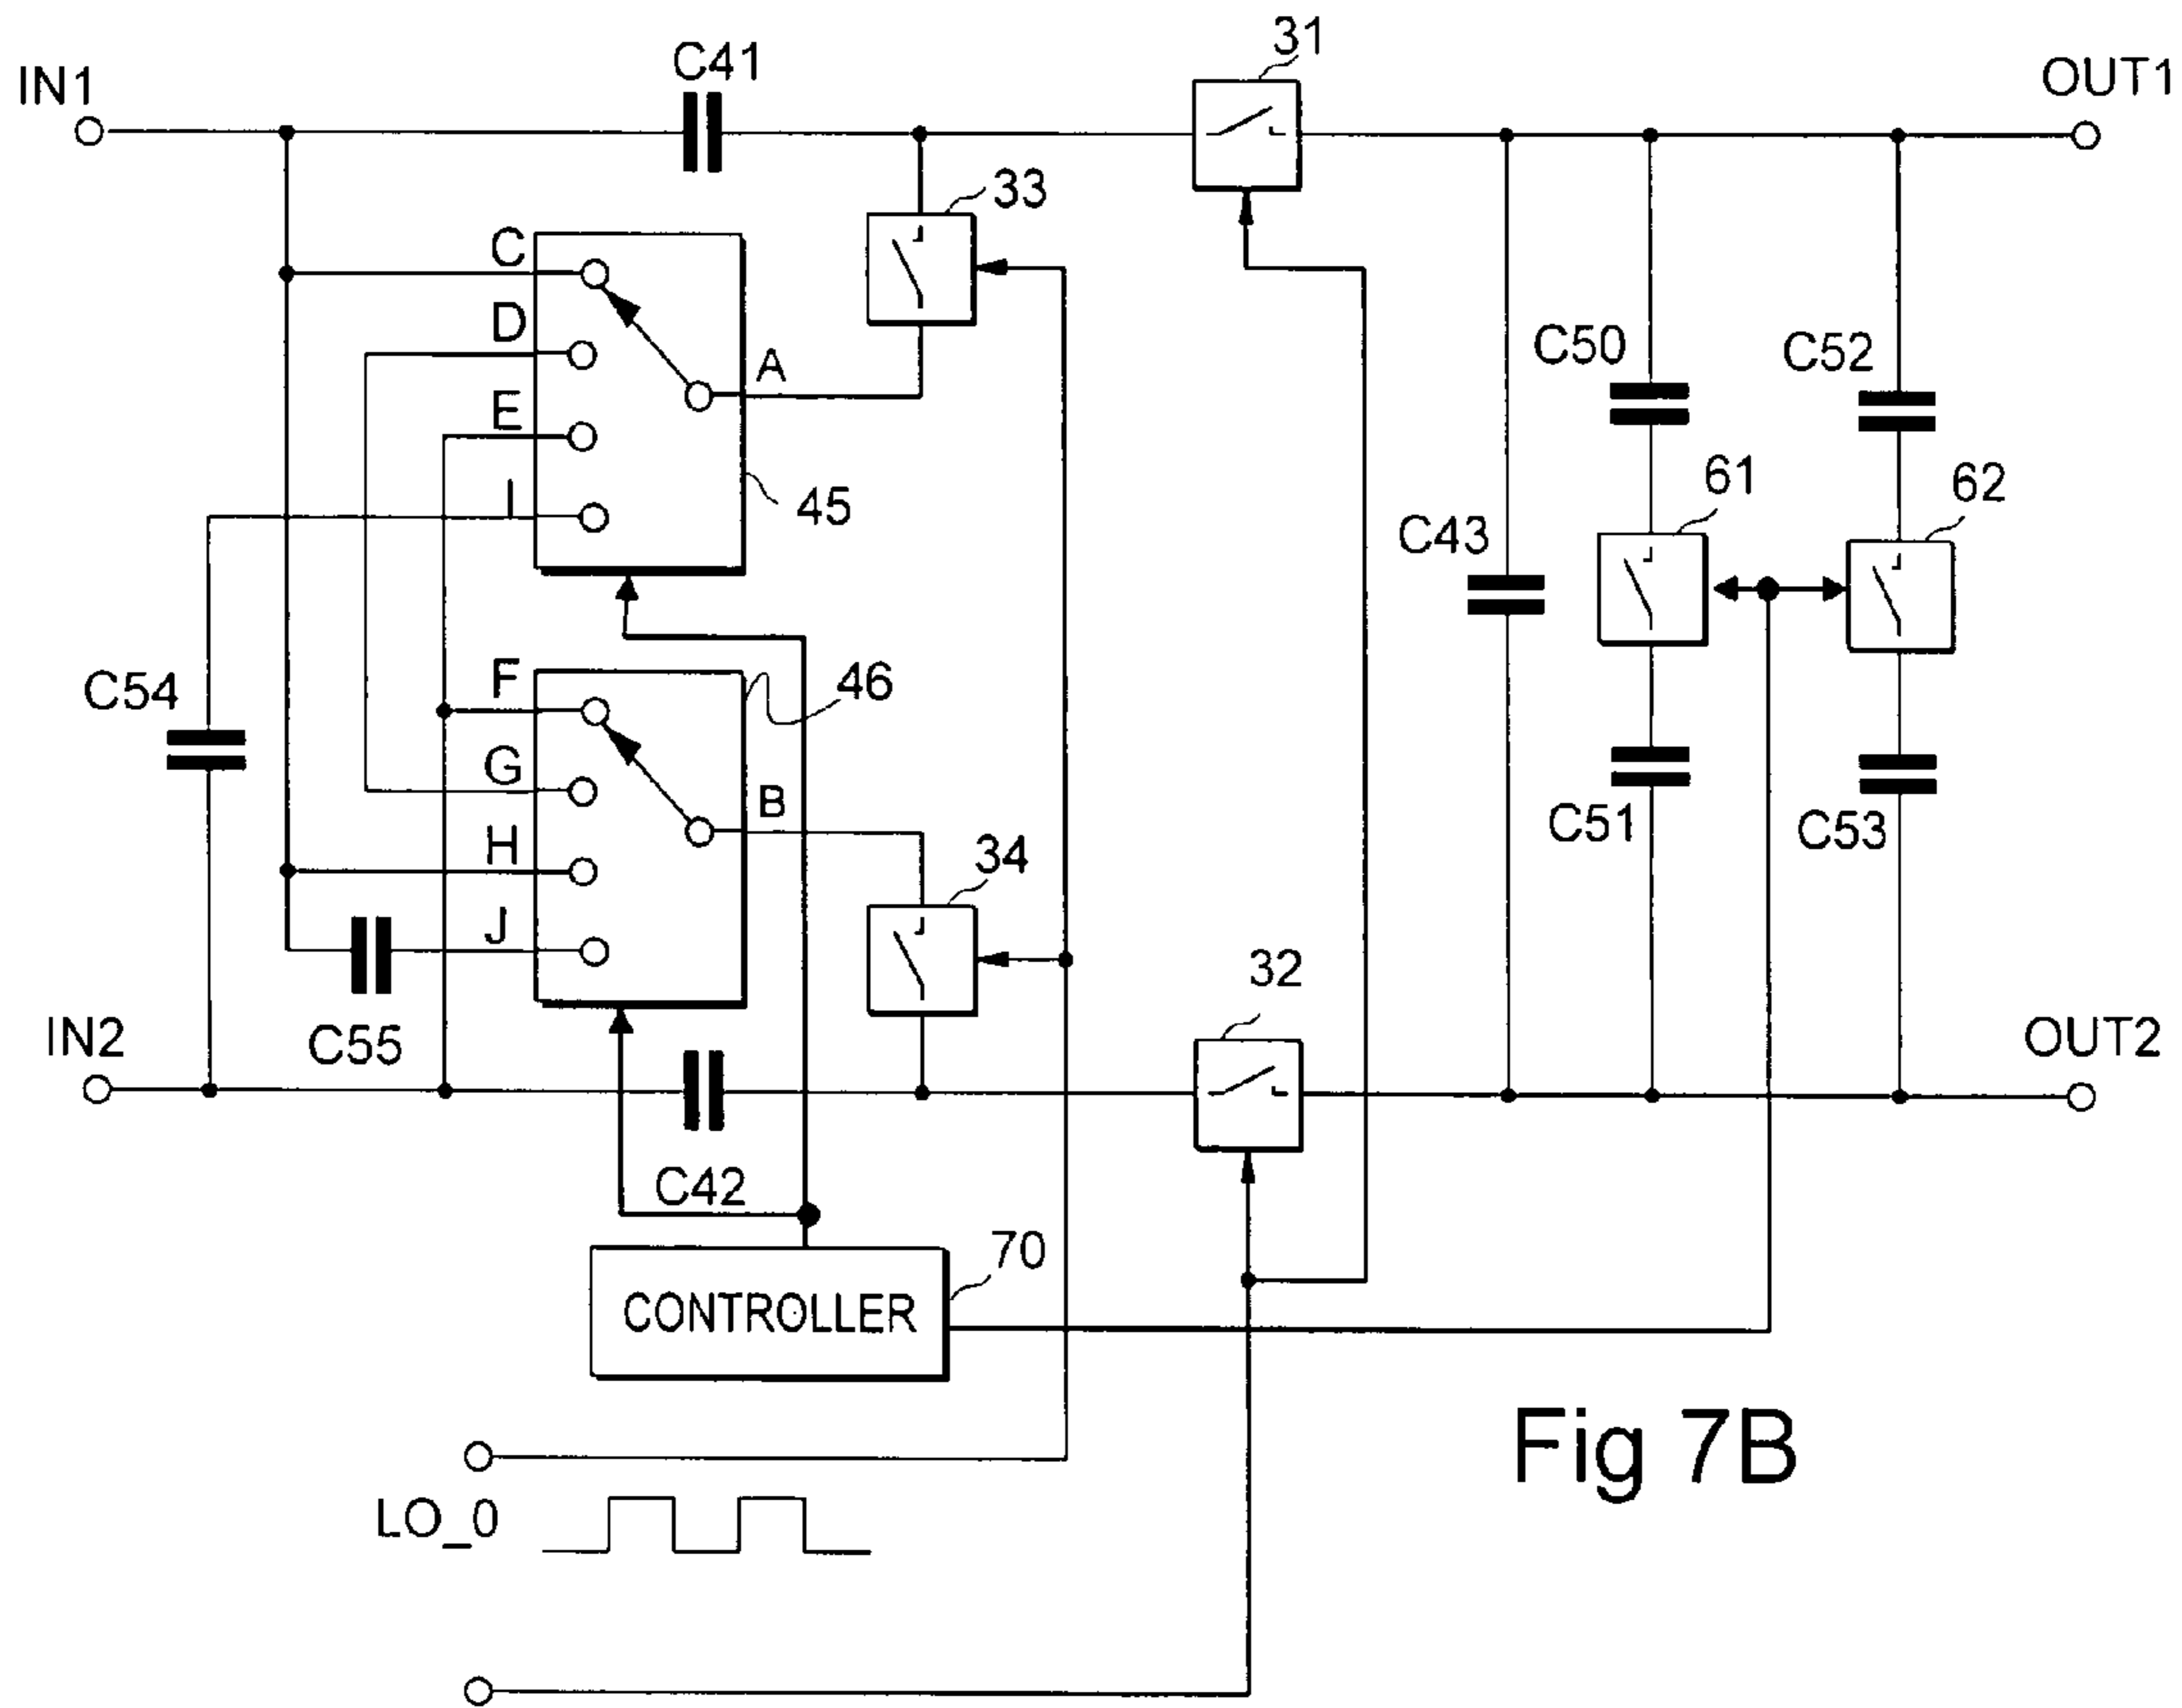 31
C41
IN1
OUT1
33
C
D
A
C50
C52
E
61
62
I
45
C43
F
46
C54
G
B
C51
C53
H
34
J
32
IN2
C55
OUT2
C42
70
CONTROLLER
Fig 7B
LO_0